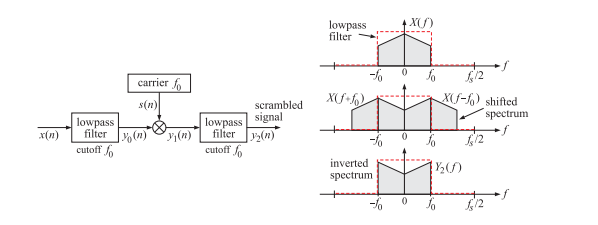 carrier f0
s(n)
x(n)
lowpass
filter
cutoff f0
y0(n)
y1(n)
lowpass
filter
cutoff f0
scrambled
signal
y2(n)
lowpass
filter
X(f)
-f0 0 f0 fs/2 f
X(f+f0) X(f-f0)
shifted
spectrum
-f0 0 f0 fs/2 f
inverted
spectrum
Y2(f)
-f0 0 f0 fs/2 f